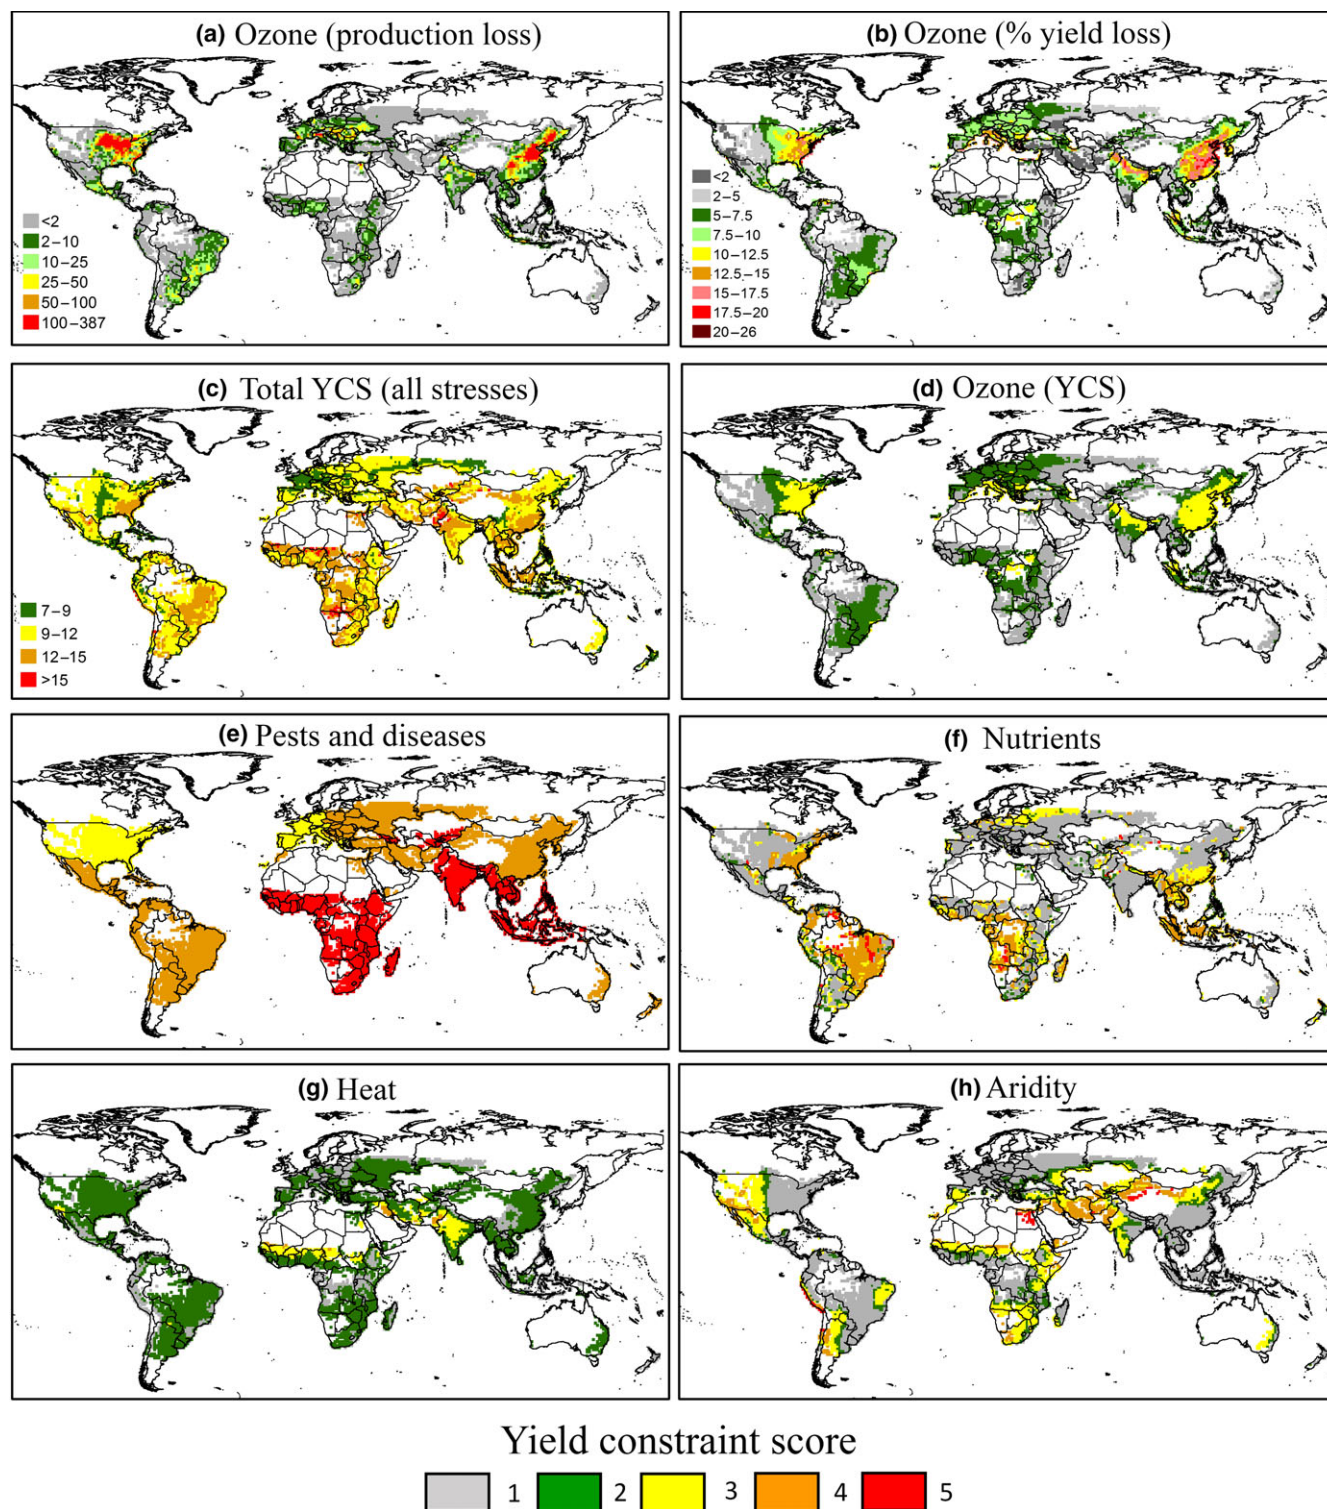 (a) Ozone (production loss)
<2
2–10
10–25
25–50
50–100
100–387
(b) Ozone (% yield loss)
<2
2–5
5–7.5
7.5–10
10–12.5
12.5–15
15–17.5
17.5–20
20–26
(c) Total YCS (all stresses)
7–9
9–12
12–15
>15
(d) Ozone (YCS)
(e) Pests and diseases
(f) Nutrients
(g) Heat
(h) Aridity
Yield constraint score
1 2 3 4 5